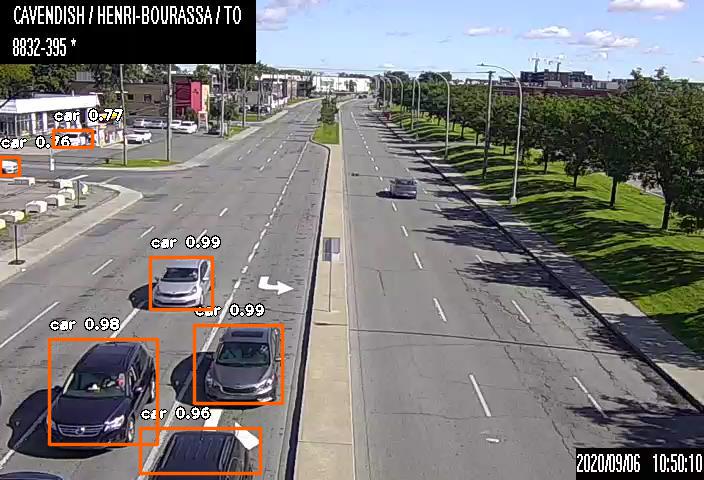 CAVENDISH / HENRI-BOURASSA / TO
8832-395 *
car 0.77
car 0.76
car 0.99
car 0.99
car 0.98
car 0.96
2020/09/06 10:50:10